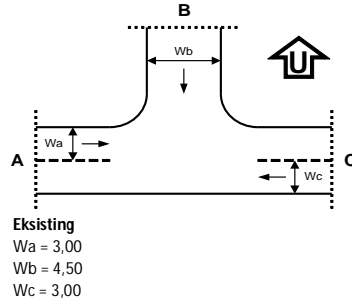 B
Wb
U
Wa
A
C
Wc
Eksisting
Wa = 3,00
Wb = 4,50
Wc = 3,00